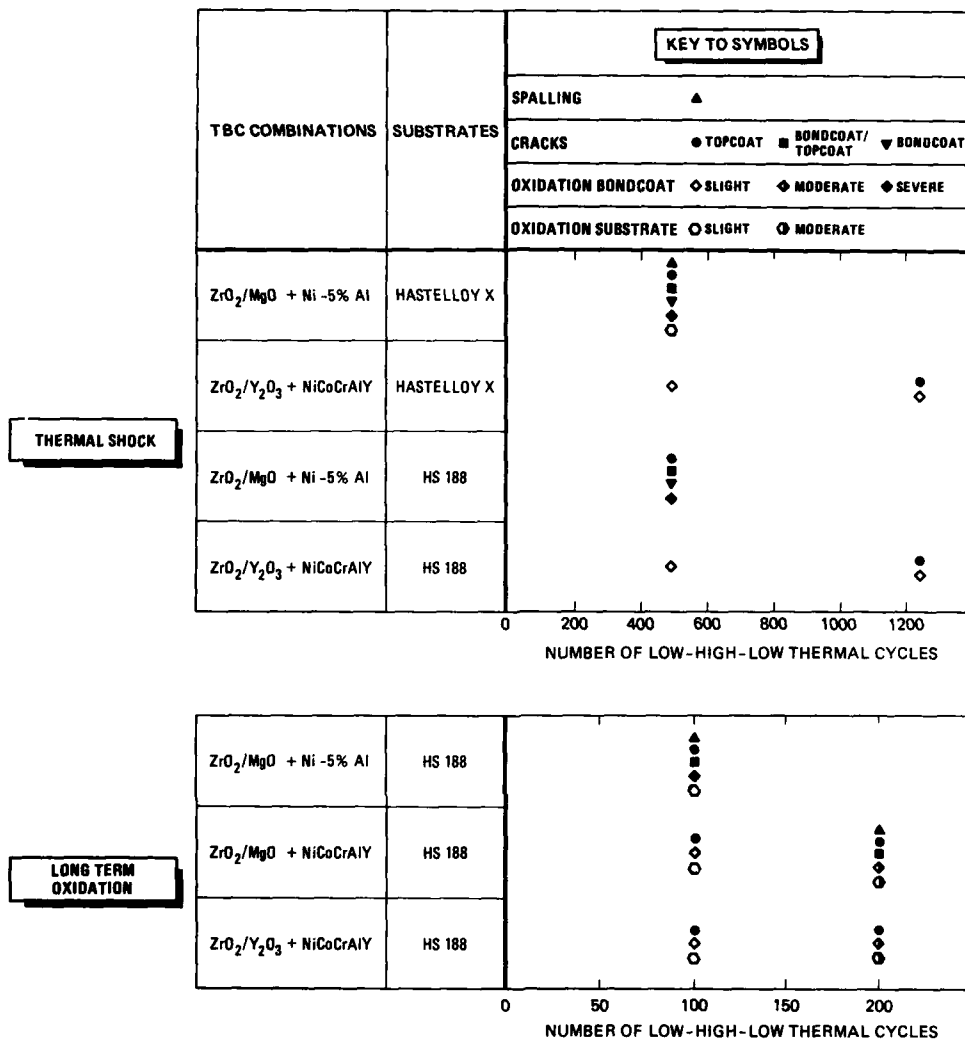 TBC COMBINATIONS
SUBSTRATES
KEY TO SYMBOLS
SPALLING ▲
CRACKS ● TOPCOAT ■ BONDCOAT/TOPCOAT ▼ BONDCOAT
OXIDATION BONDCOAT SLIGHT MODERATE SEVERE
OXIDATION SUBSTRATE SLIGHT MODERATE
THERMAL SHOCK
ZrO₂/MgO + Ni-5% Al HASTELLOY X
ZrO₂/Y₂O₃ + NiCoCrAlY HASTELLOY X
ZrO₂/MgO + Ni-5% Al HS 188
ZrO₂/Y₂O₃ + NiCoCrAlY HS 188
0 200 400 600 800 1000 1200
NUMBER OF LOW-HIGH-LOW THERMAL CYCLES
LONG TERM
OXIDATION
ZrO₂/MgO + Ni-5% Al HS 188
ZrO₂/MgO + NiCoCrAlY HS 188
ZrO₂/Y₂O₃ + NiCoCrAlY HS 188
0 50 100 150 200
NUMBER OF LOW-HIGH-LOW THERMAL CYCLES